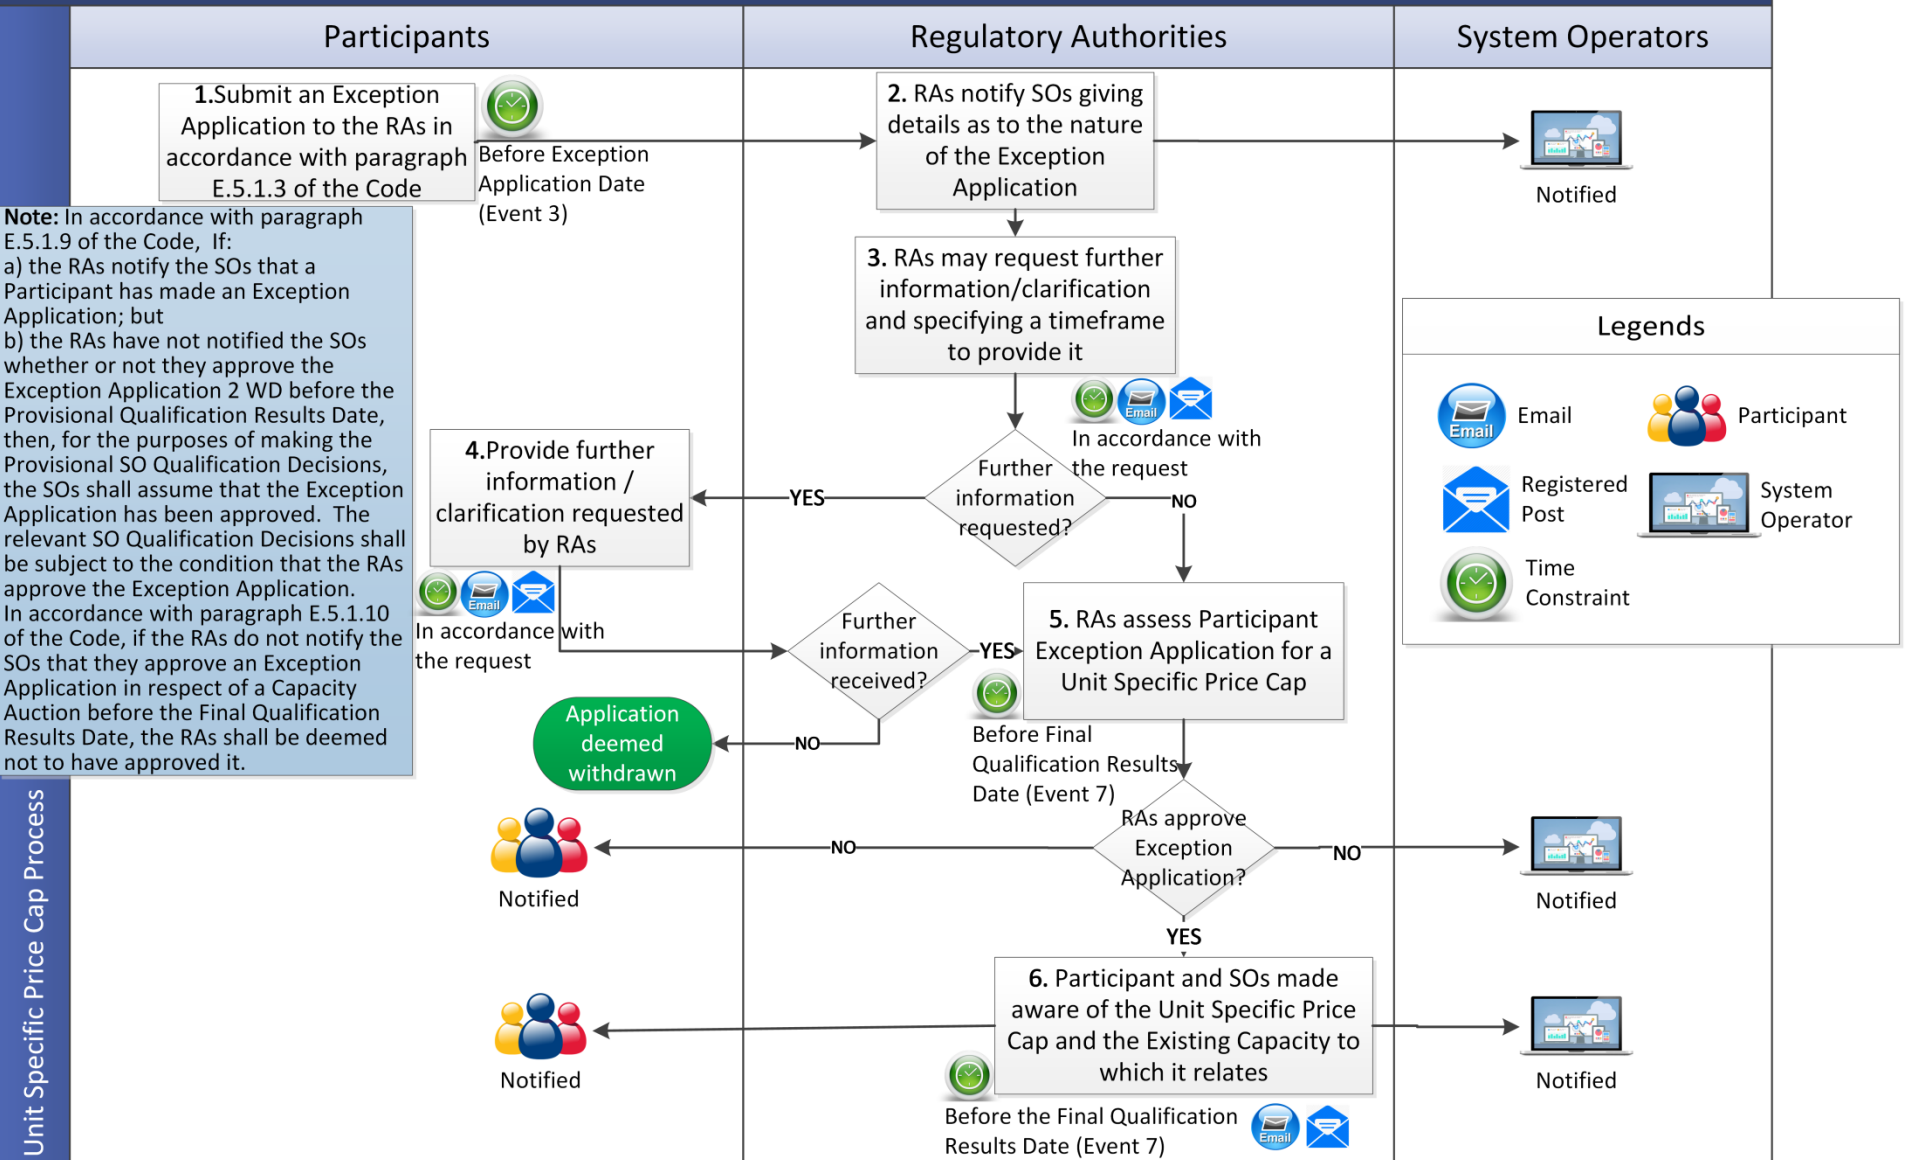 Participants
Regulatory Authorities
System Operators
1.Submit an Exception
Application to the RAs in
accordance with paragraph
E.5.1.3 of the Code
Before Exception
Application Date
(Event 3)
2. RAs notify SOs giving
details as to the nature
of the Exception
Application
Notified
Note: In accordance with paragraph
E.5.1.9 of the Code,  If:
a) the RAs notify the SOs that a
Participant has made an Exception
Application; but
b) the RAs have not notified the SOs
whether or not they approve the
Exception Application 2 WD before the
Provisional Qualification Results Date,
then, for the purposes of making the
Provisional SO Qualification Decisions,
the SOs shall assume that the Exception
Application has been approved.  The
relevant SO Qualification Decisions shall
be subject to the condition that the RAs
approve the Exception Application.
In accordance with paragraph E.5.1.10
of the Code, if the RAs do not notify the
SOs that they approve an Exception
Application in respect of a Capacity
Auction before the Final Qualification
Results Date, the RAs shall be deemed
not to have approved it.
3. RAs may request further
information/clarification
and specifying a timeframe
to provide it
Email
In accordance with
the request
Further
information
requested?
YES
NO
4.Provide further
information /
clarification requested
by RAs
Email
In accordance with
the request
Further
information
received?
YES
NO
Application
deemed
withdrawn
5. RAs assess Participant
Exception Application for a
Unit Specific Price Cap
Before Final
Qualification Results
Date (Event 7)
RAs approve
Exception
Application?
NO
NO
Notified
Notified
YES
6. Participant and SOs made
aware of the Unit Specific Price
Cap and the Existing Capacity to
which it relates
Notified
Notified
Before the Final Qualification
Results Date (Event 7)
Email
Legends
Email
Email
Participant
Registered
Post
System
Operator
Time
Constraint
Unit Specific Price Cap Process